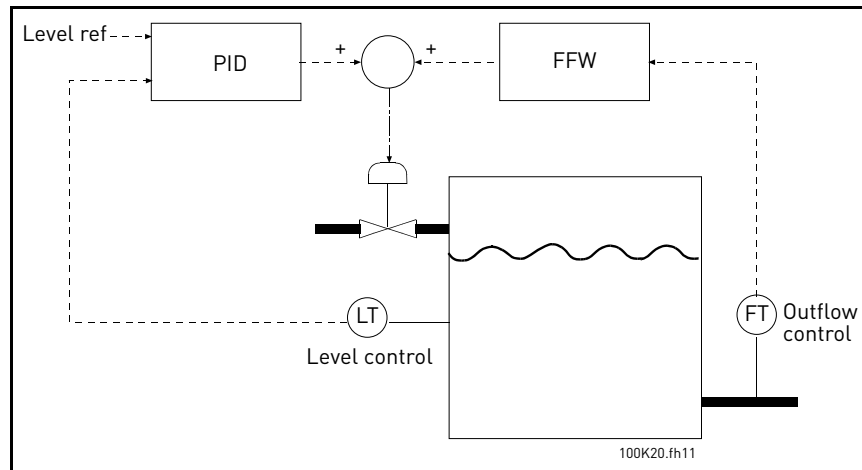 Level ref
PID
+
+
FFW
LT
Level control
FT
Outflow
control
100K20.fh11